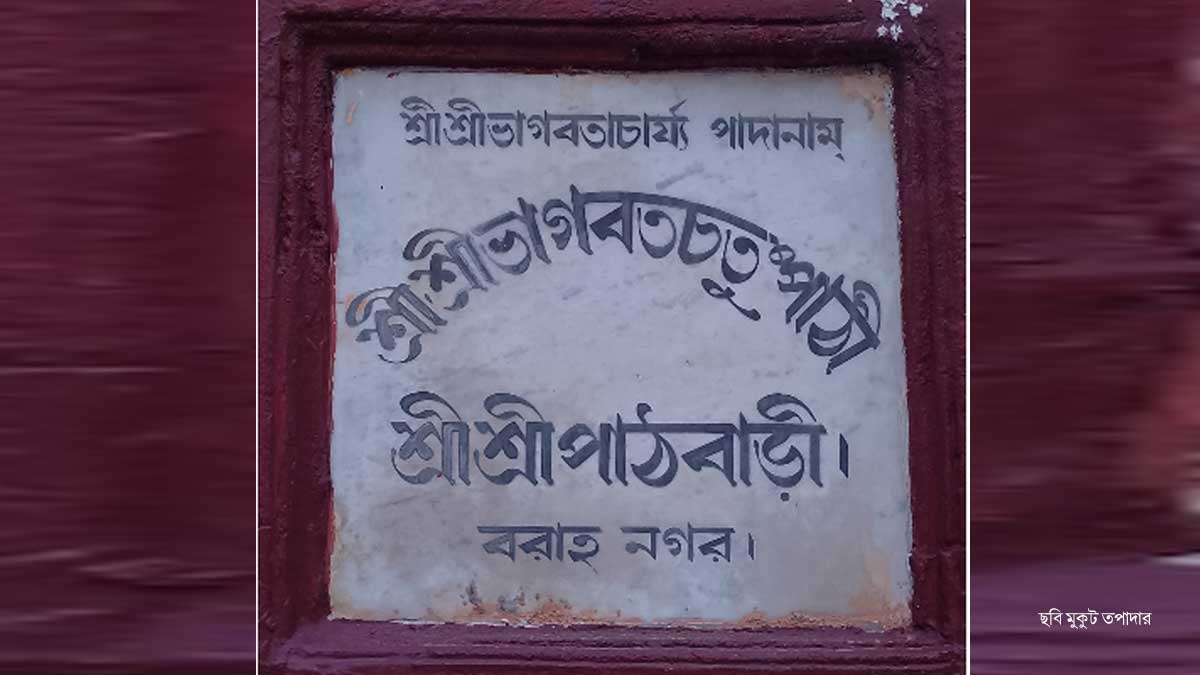 শ্রীশ্রীভাগবতাচার্য্য পাদানাম্
শ্রীশ্রীভাগবতচতুঃষ্পাঠী
শ্রীশ্রীপাঠবাড়ী।
বরাহ নগর।
ছবি মুকুট তপাদার